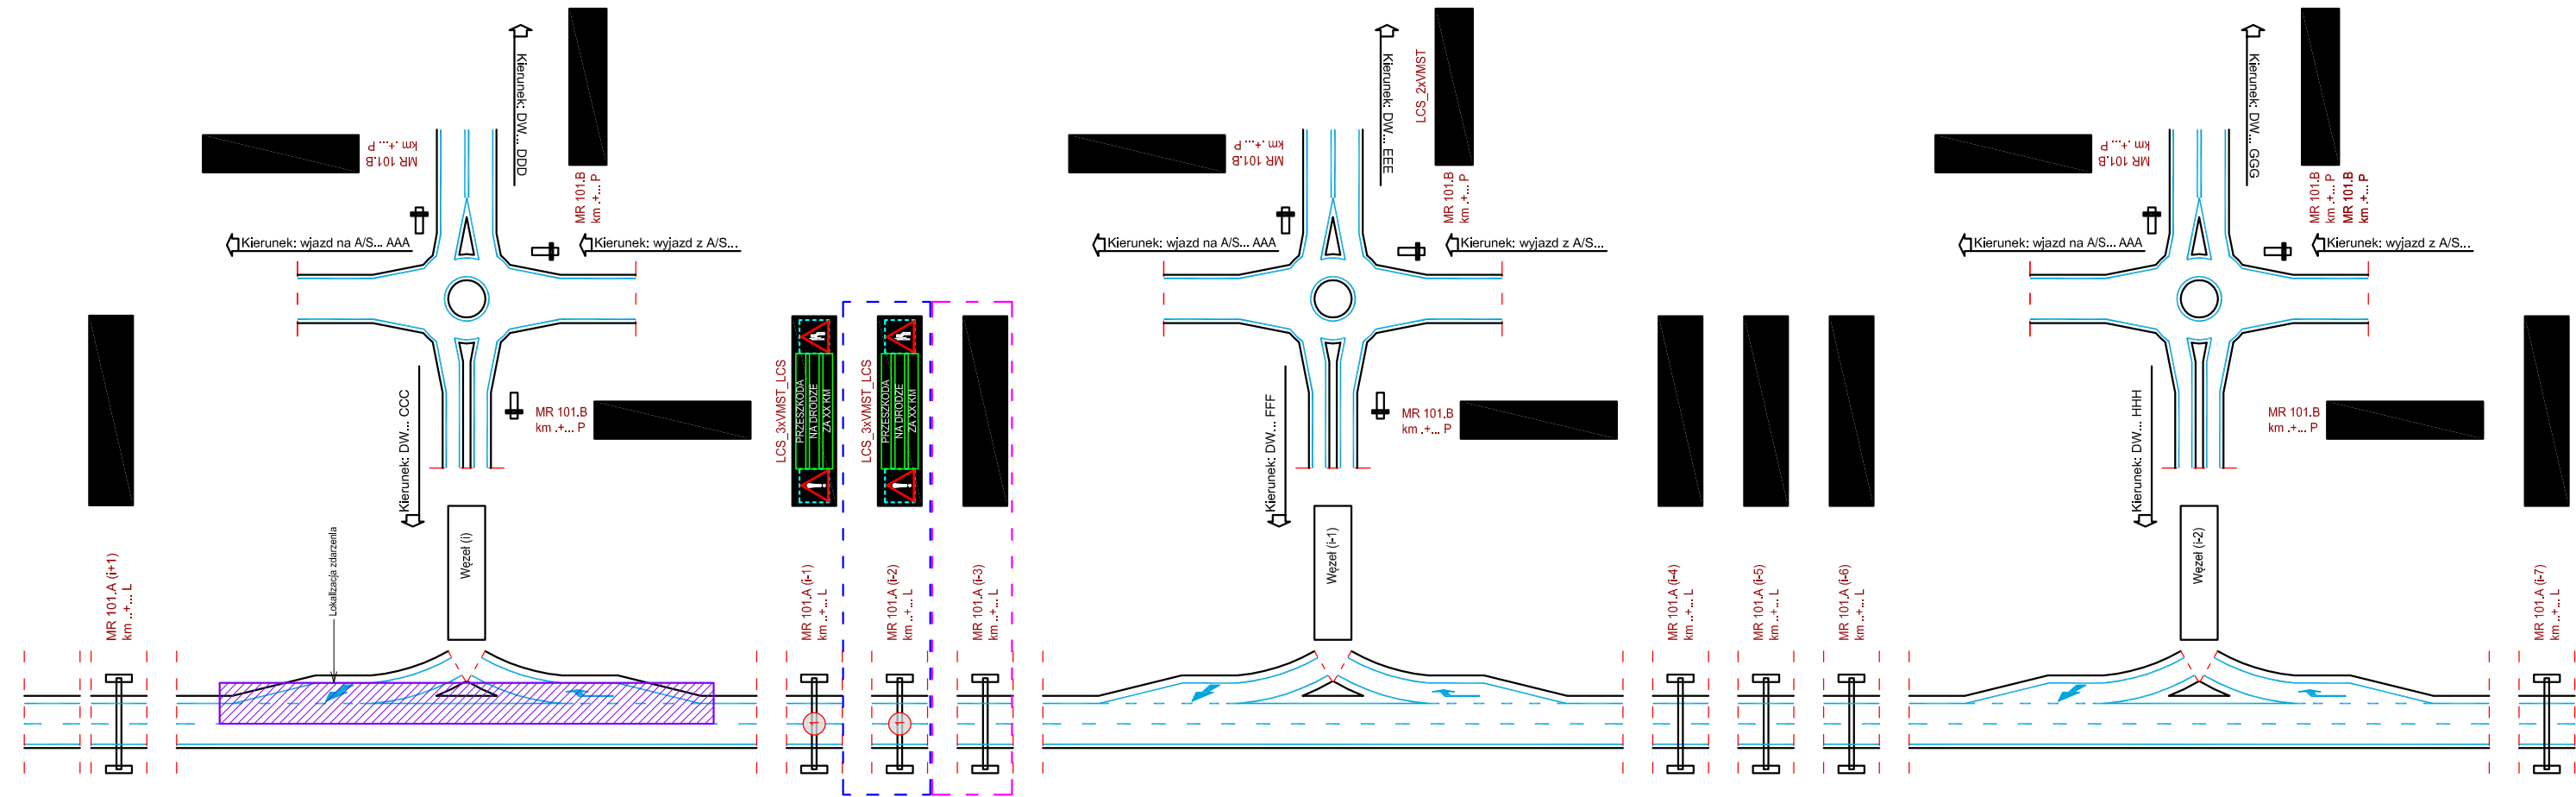 Kierunek: DW... DDD
MR 101.B
km .+... P
MR 101.B
km .+... P
Kierunek: wjazd na A/S... AAA
Kierunek: wyjazd z A/S...
Kierunek: DW... CCC
MR 101.B
km .+... P
Węzeł (i)
Lokalizacja zdarzenia
MR 101.A (i+1)
km ..+... L
LCS_3xVMST_LCS
PRZESZKODA
NA DRODZE
ZA XX KM
MR 101.A (i-1)
km ..+... L
1
LCS_3xVMST_LCS
PRZESZKODA
NA DRODZE
ZA XX KM
MR 101.A (i-2)
km ..+... L
1
MR 101.A (i-3)
km ..+... L
Kierunek: DW... EEE
LCS_2xVMST
MR 101.B
km .+... P
MR 101.B
km .+... P
Kierunek: wjazd na A/S... AAA
Kierunek: wyjazd z A/S...
Kierunek: DW... FFF
MR 101.B
km .+... P
Węzeł (i-1)
MR 101.A (i-4)
km ..+... L
MR 101.A (i-5)
km ..+... L
MR 101.A (i-6)
km ..+... L
Kierunek: DW... GGG
MR 101.B
km .+... P
MR 101.B
km .+... P
MR 101.B
km .+... P
Kierunek: wjazd na A/S... AAA
Kierunek: wyjazd z A/S...
Kierunek: DW... HHH
MR 101.B
km .+... P
Węzeł (i-2)
MR 101.A (i-7)
km ..+... L